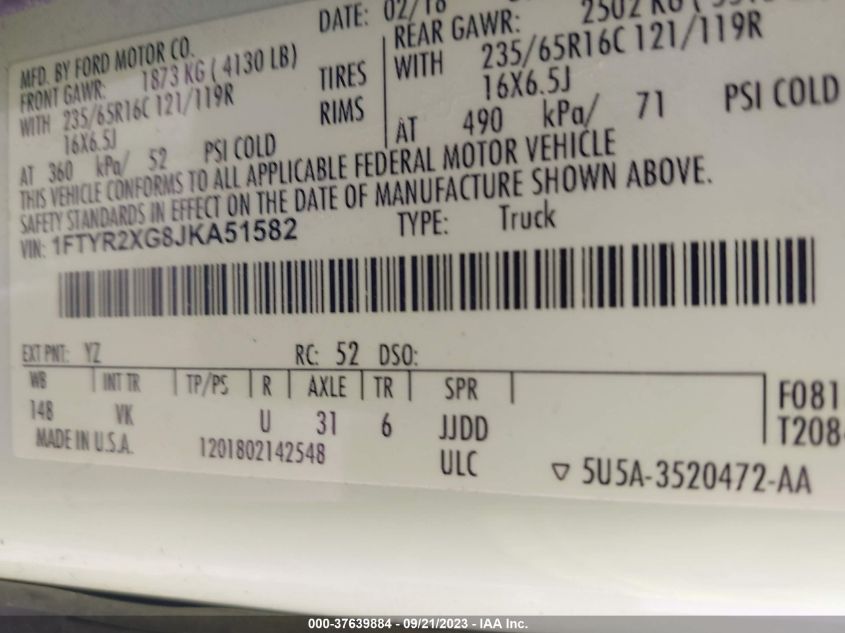 MFD. BY FORD MOTOR CO.
DATE: 02/18
FRONT GAWR: 1873 KG ( 4130 LB)
REAR GAWR: 2502 KG (
WITH 235/65R16C 121/119R
TIRES
WITH 235/65R16C 121/119R
16X6.5J
RIMS
16X6.5J
AT 360 kPa/ 52 PSI COLD
AT 490 kPa/ 71 PSI COLD
THIS VEHICLE CONFORMS TO ALL APPLICABLE FEDERAL MOTOR VEHICLE
SAFETY STANDARDS IN EFFECT ON THE DATE OF MANUFACTURE SHOWN ABOVE.
VIN: 1FTYR2XG8JKA51582
TYPE: Truck
EXT PNT: YZ RC: 52 DSO:
WB INT TR TP/PS R AXLE TR SPR
148 VK U 31 6 JJDD
F081
T208
MADE IN U.S.A. 1201802142548 ULC ▽ 5U5A-3520472-AA
000-37639884 - 09/21/2023 - IAA Inc.